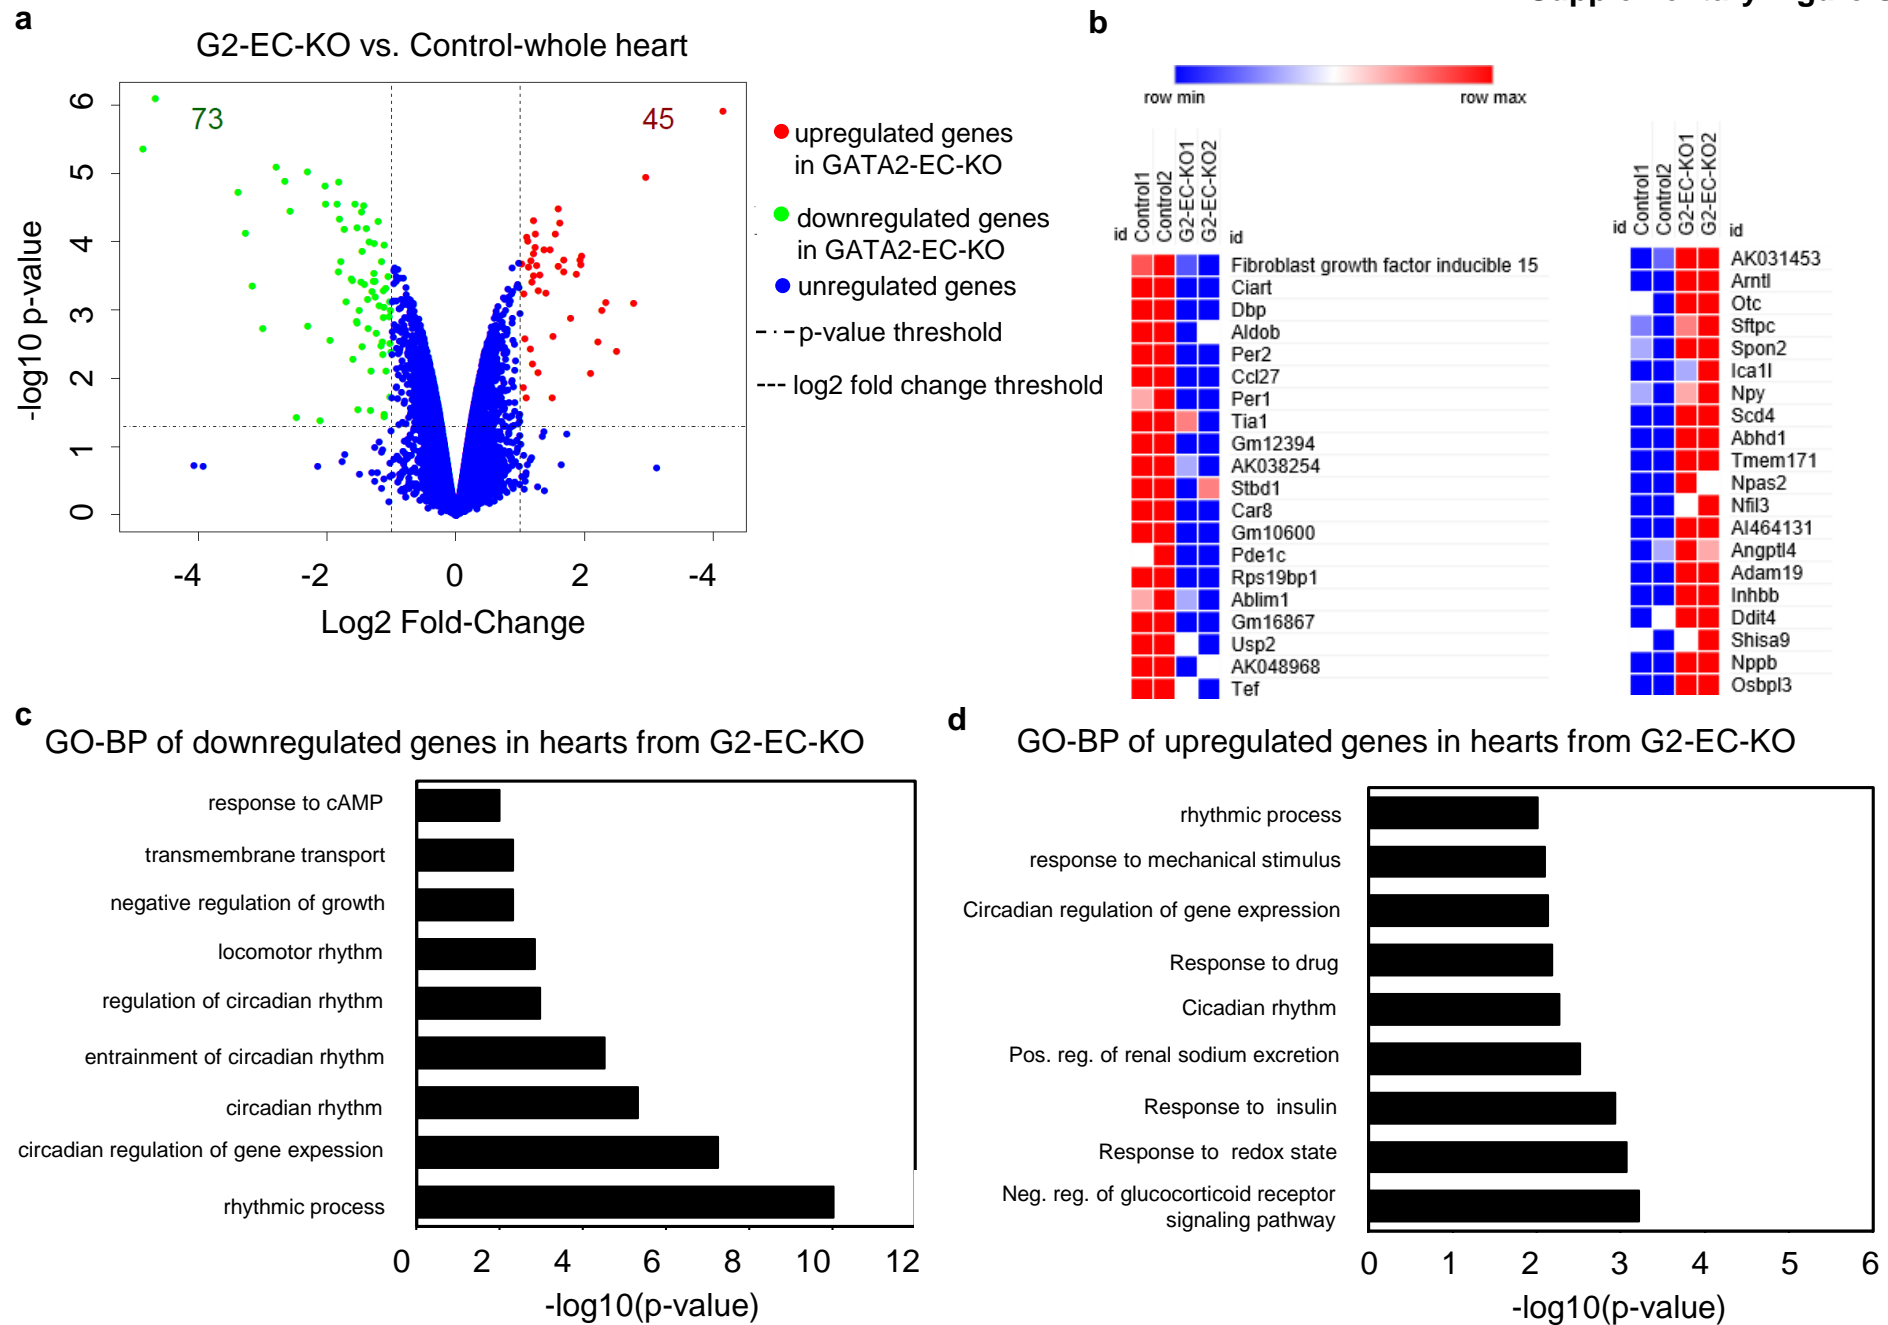 a
G2-EC-KO vs. Control-whole heart
73
45
6
5
4
3
2
1
0
-log10 p-value
-4
-2
0
2
-4
Log2 Fold-Change
upregulated genes
in GATA2-EC-KO
downregulated genes
in GATA2-EC-KO
unregulated genes
p-value threshold
log2 fold change threshold
b
row min
row max
id
Control1
Control2
G2-EC-KO1
G2-EC-KO2
id
Fibroblast growth factor inducible 15
Ciart
Dbp
Aldob
Per2
Ccl27
Per1
Tia1
Gm12394
AK038254
Stbd1
Car8
Gm10600
Pde1c
Rps19bp1
Ablim1
Gm16867
Usp2
AK048968
Tef
id
Control1
Control2
G2-EC-KO1
G2-EC-KO2
id
AK031453
Arntl
Otc
Sftpc
Spon2
Ica1l
Npy
Scd4
Abhd1
Tmem171
Npas2
Nfil3
AI464131
Angptl4
Adam19
Inhbb
Ddit4
Shisa9
Nppb
Osbpl3
c
GO-BP of downregulated genes in hearts from G2-EC-KO
response to cAMP
transmembrane transport
negative regulation of growth
locomotor rhythm
regulation of circadian rhythm
entrainment of circadian rhythm
circadian rhythm
circadian regulation of gene expession
rhythmic process
0 2 4 6 8 10 12
-log10(p-value)
d
GO-BP of upregulated genes in hearts from G2-EC-KO
rhythmic process
response to mechanical stimulus
Circadian regulation of gene expression
Response to drug
Cicadian rhythm
Pos. reg. of renal sodium excretion
Response to insulin
Response to redox state
Neg. reg. of glucocorticoid receptor
signaling pathway
0 1 2 3 4 5 6
-log10(p-value)